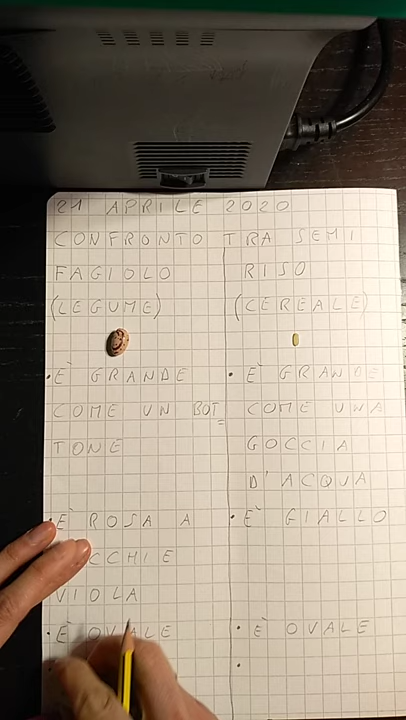 21 APRILE 2020
CONFRONTO TRA SEMI
FAGIOLO
(LEGUME)
• È GRANDE
COME UN BOT=
TONE
• È ROSA A
CCHIE
VIOLA
• È OVALE
RISO
(CEREALE)
• È GRANDE
COME UNA
GOCCIA
D'ACQUA
• È GIALLO
• È OVALE
•